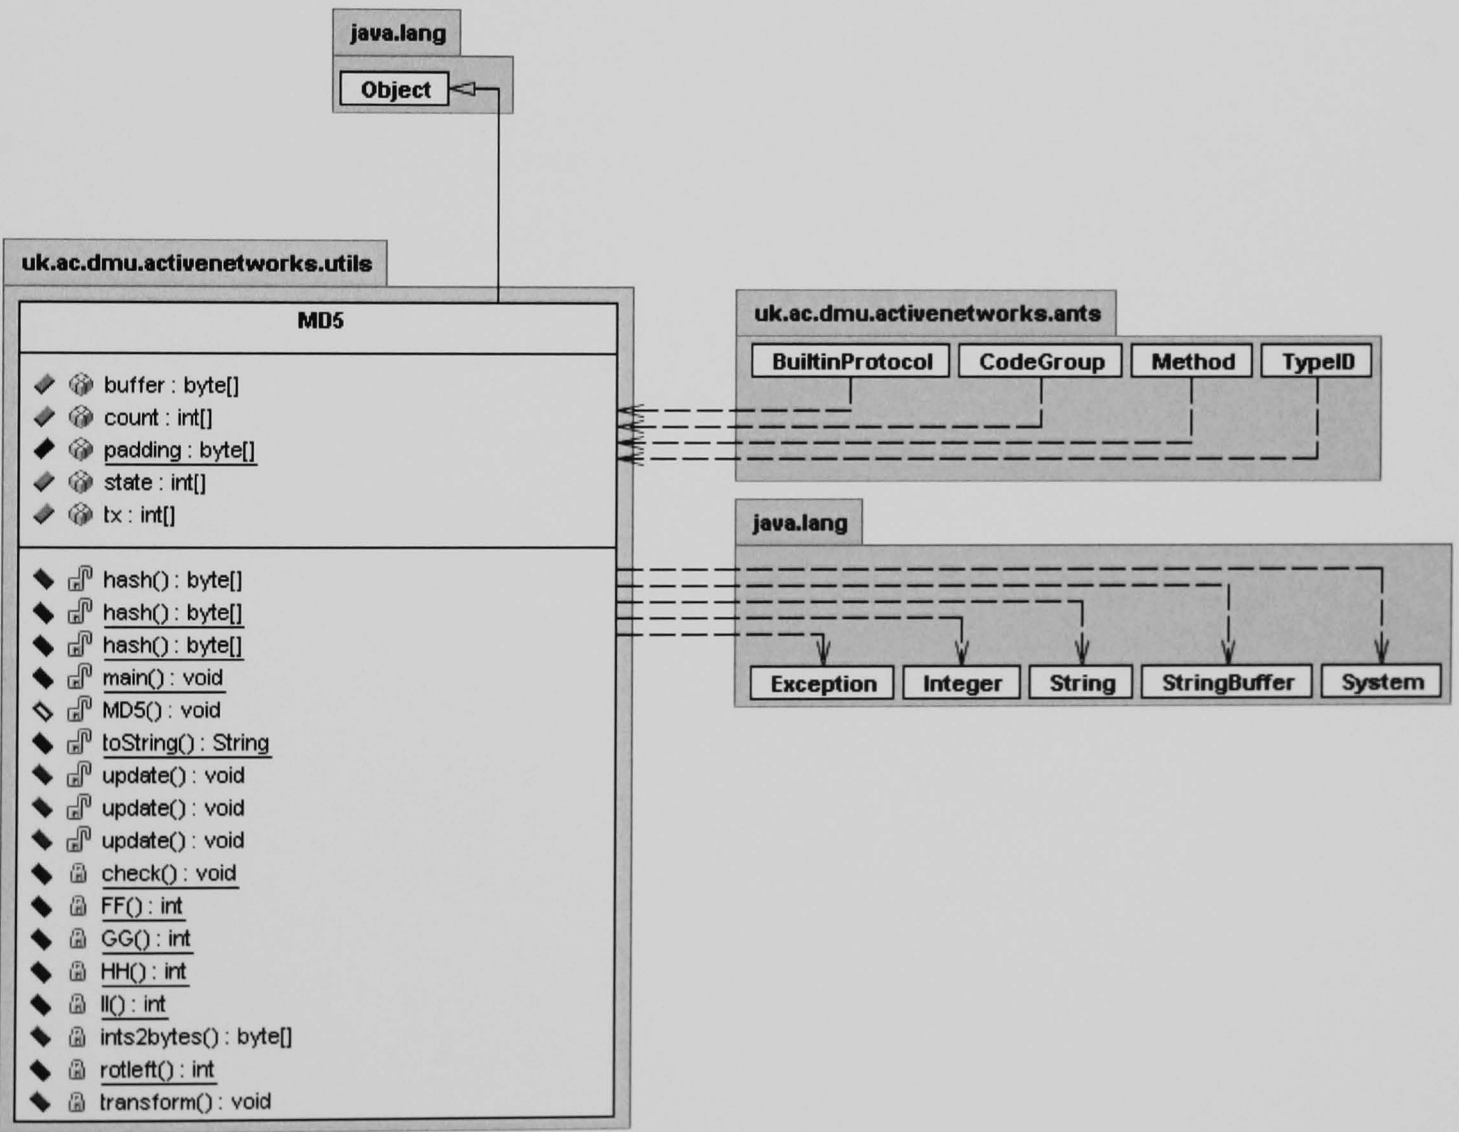 java.lang
Object
uk.ac.dmu.activenetworks.utils
MD5
buffer : byte[]
count : int[]
padding : byte[]
state : int[]
tx : int[]
hash() : byte[]
hash() : byte[]
hash() : byte[]
main() : void
MD5() : void
toString() : String
update() : void
update() : void
update() : void
check() : void
FF() : int
GG() : int
HH() : int
II() : int
ints2bytes() : byte[]
rotleft() : int
transform() : void
uk.ac.dmu.activenetworks.ants
BuiltinProtocol CodeGroup Method TypeID
java.lang
Exception Integer String StringBuffer System